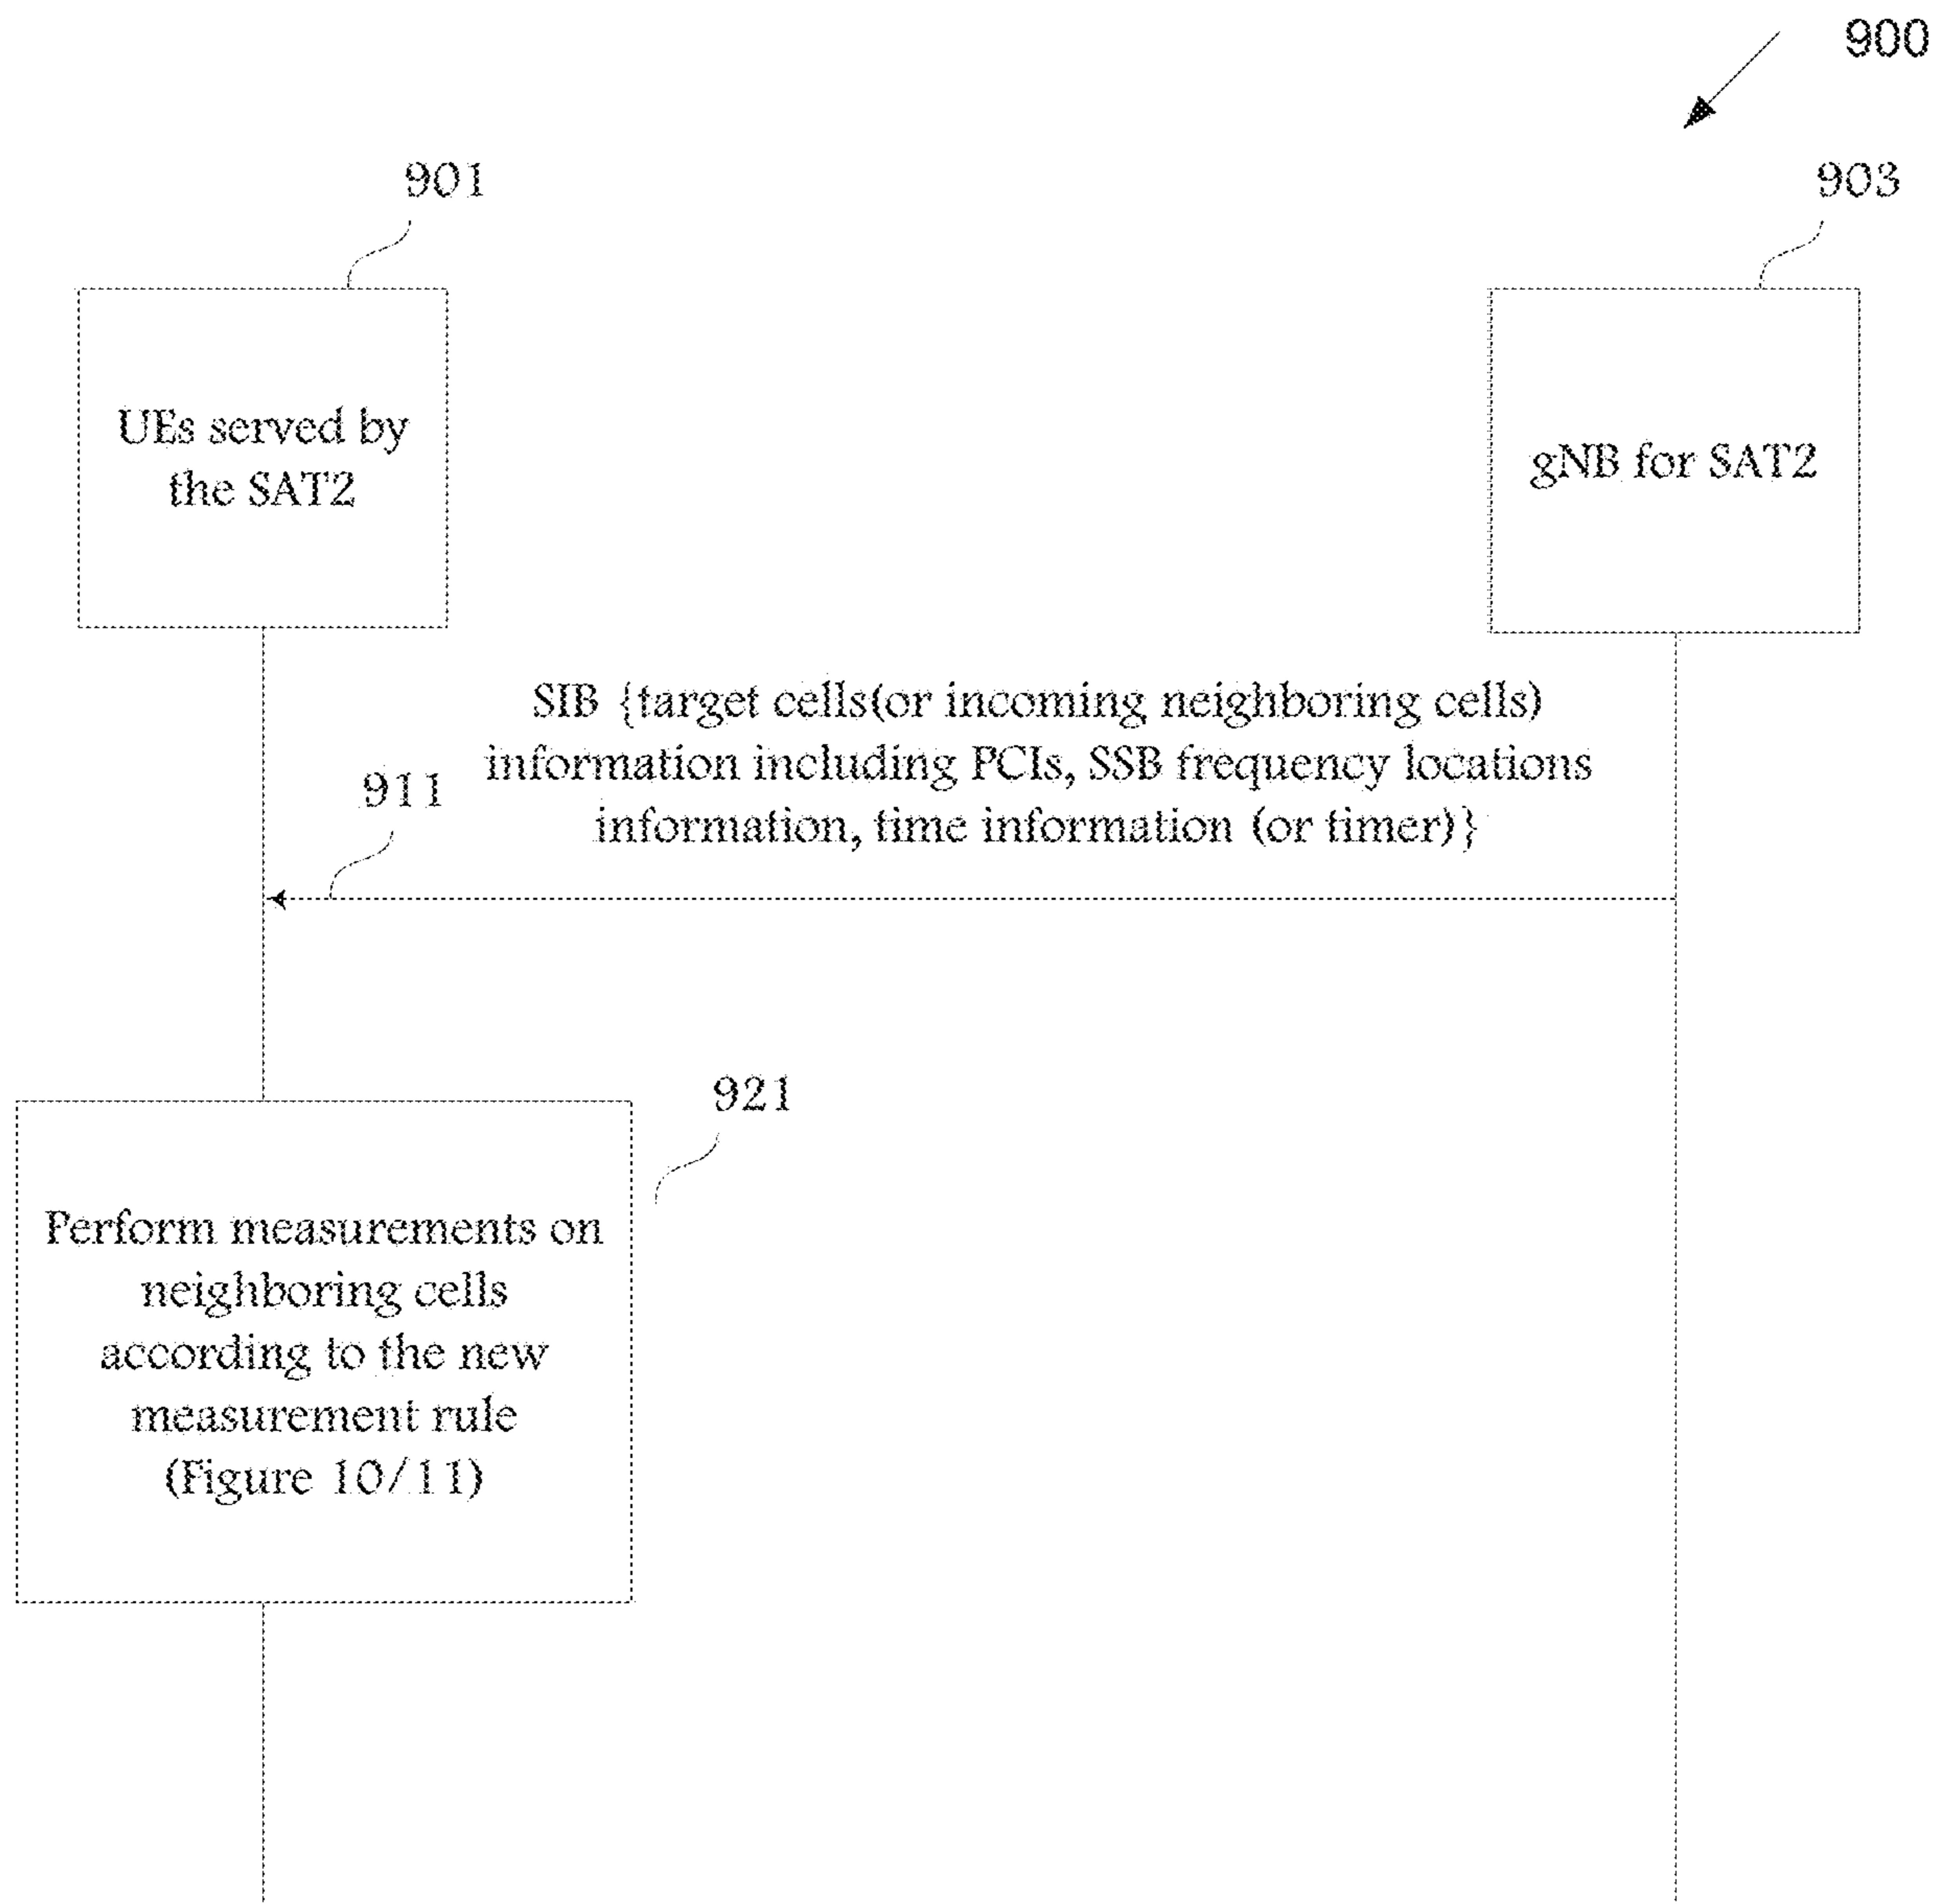 900
901
903
UEs served by
the SAT2
gNB for SAT2
SIB {target cells(or incoming neighboring cells)
information including PCIs, SSB frequency locations
information, time information (or timer)}
911
921
Perform measurements on
neighboring cells
according to the new
measurement rule
(Figure 10/11)